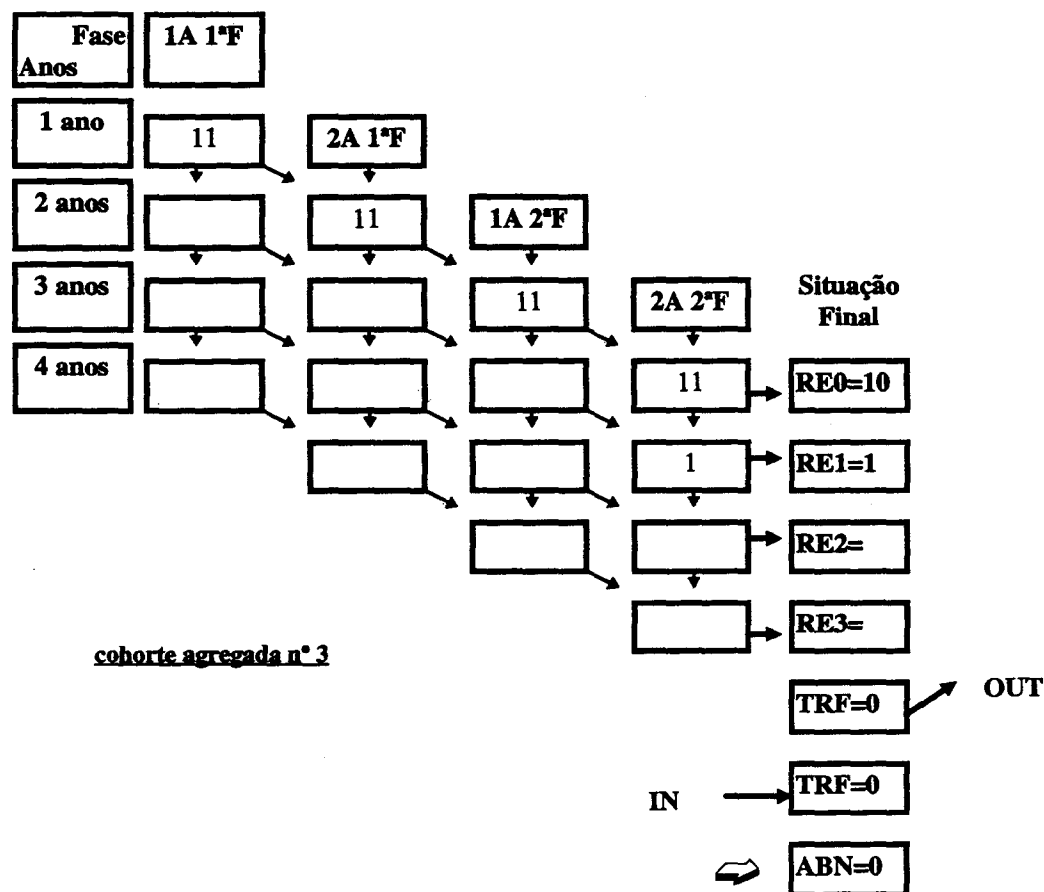 Fase
Anos
1A 1ªF
1 ano
11
2A 1ªF
2 anos
11
1A 2ªF
3 anos
11
2A 2ªF
Situação
Final
4 anos
11
RE0=10
1
RE1=1
RE2=
RE3=
cohorte agregada nº 3
TRF=0
OUT
IN
TRF=0
ABN=0